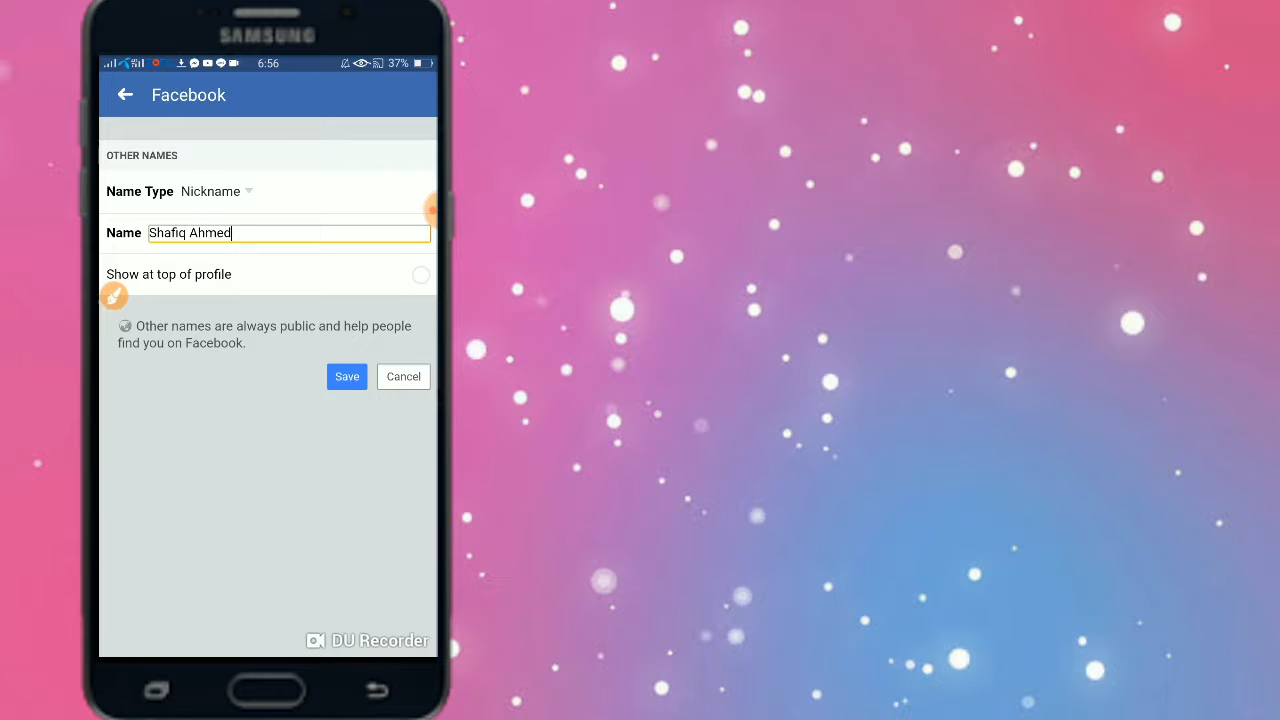 SAMSUNG
6:56
37%
Facebook
OTHER NAMES
Name Type Nickname
Name Shafiq Ahmed
Show at top of profile
Other names are always public and help people
find you on Facebook.
Save Cancel
DU Recorder